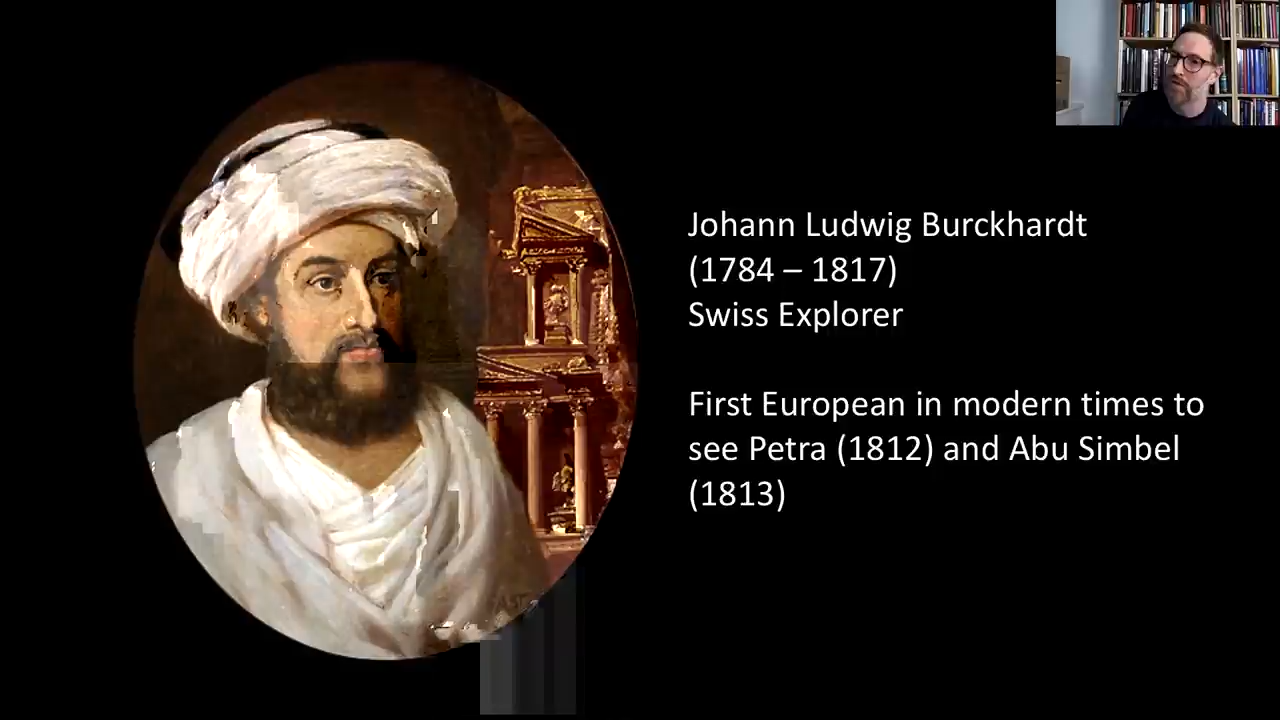 Johann Ludwig Burckhardt
(1784 – 1817)
Swiss Explorer
First European in modern times to
see Petra (1812) and Abu Simbel
(1813)